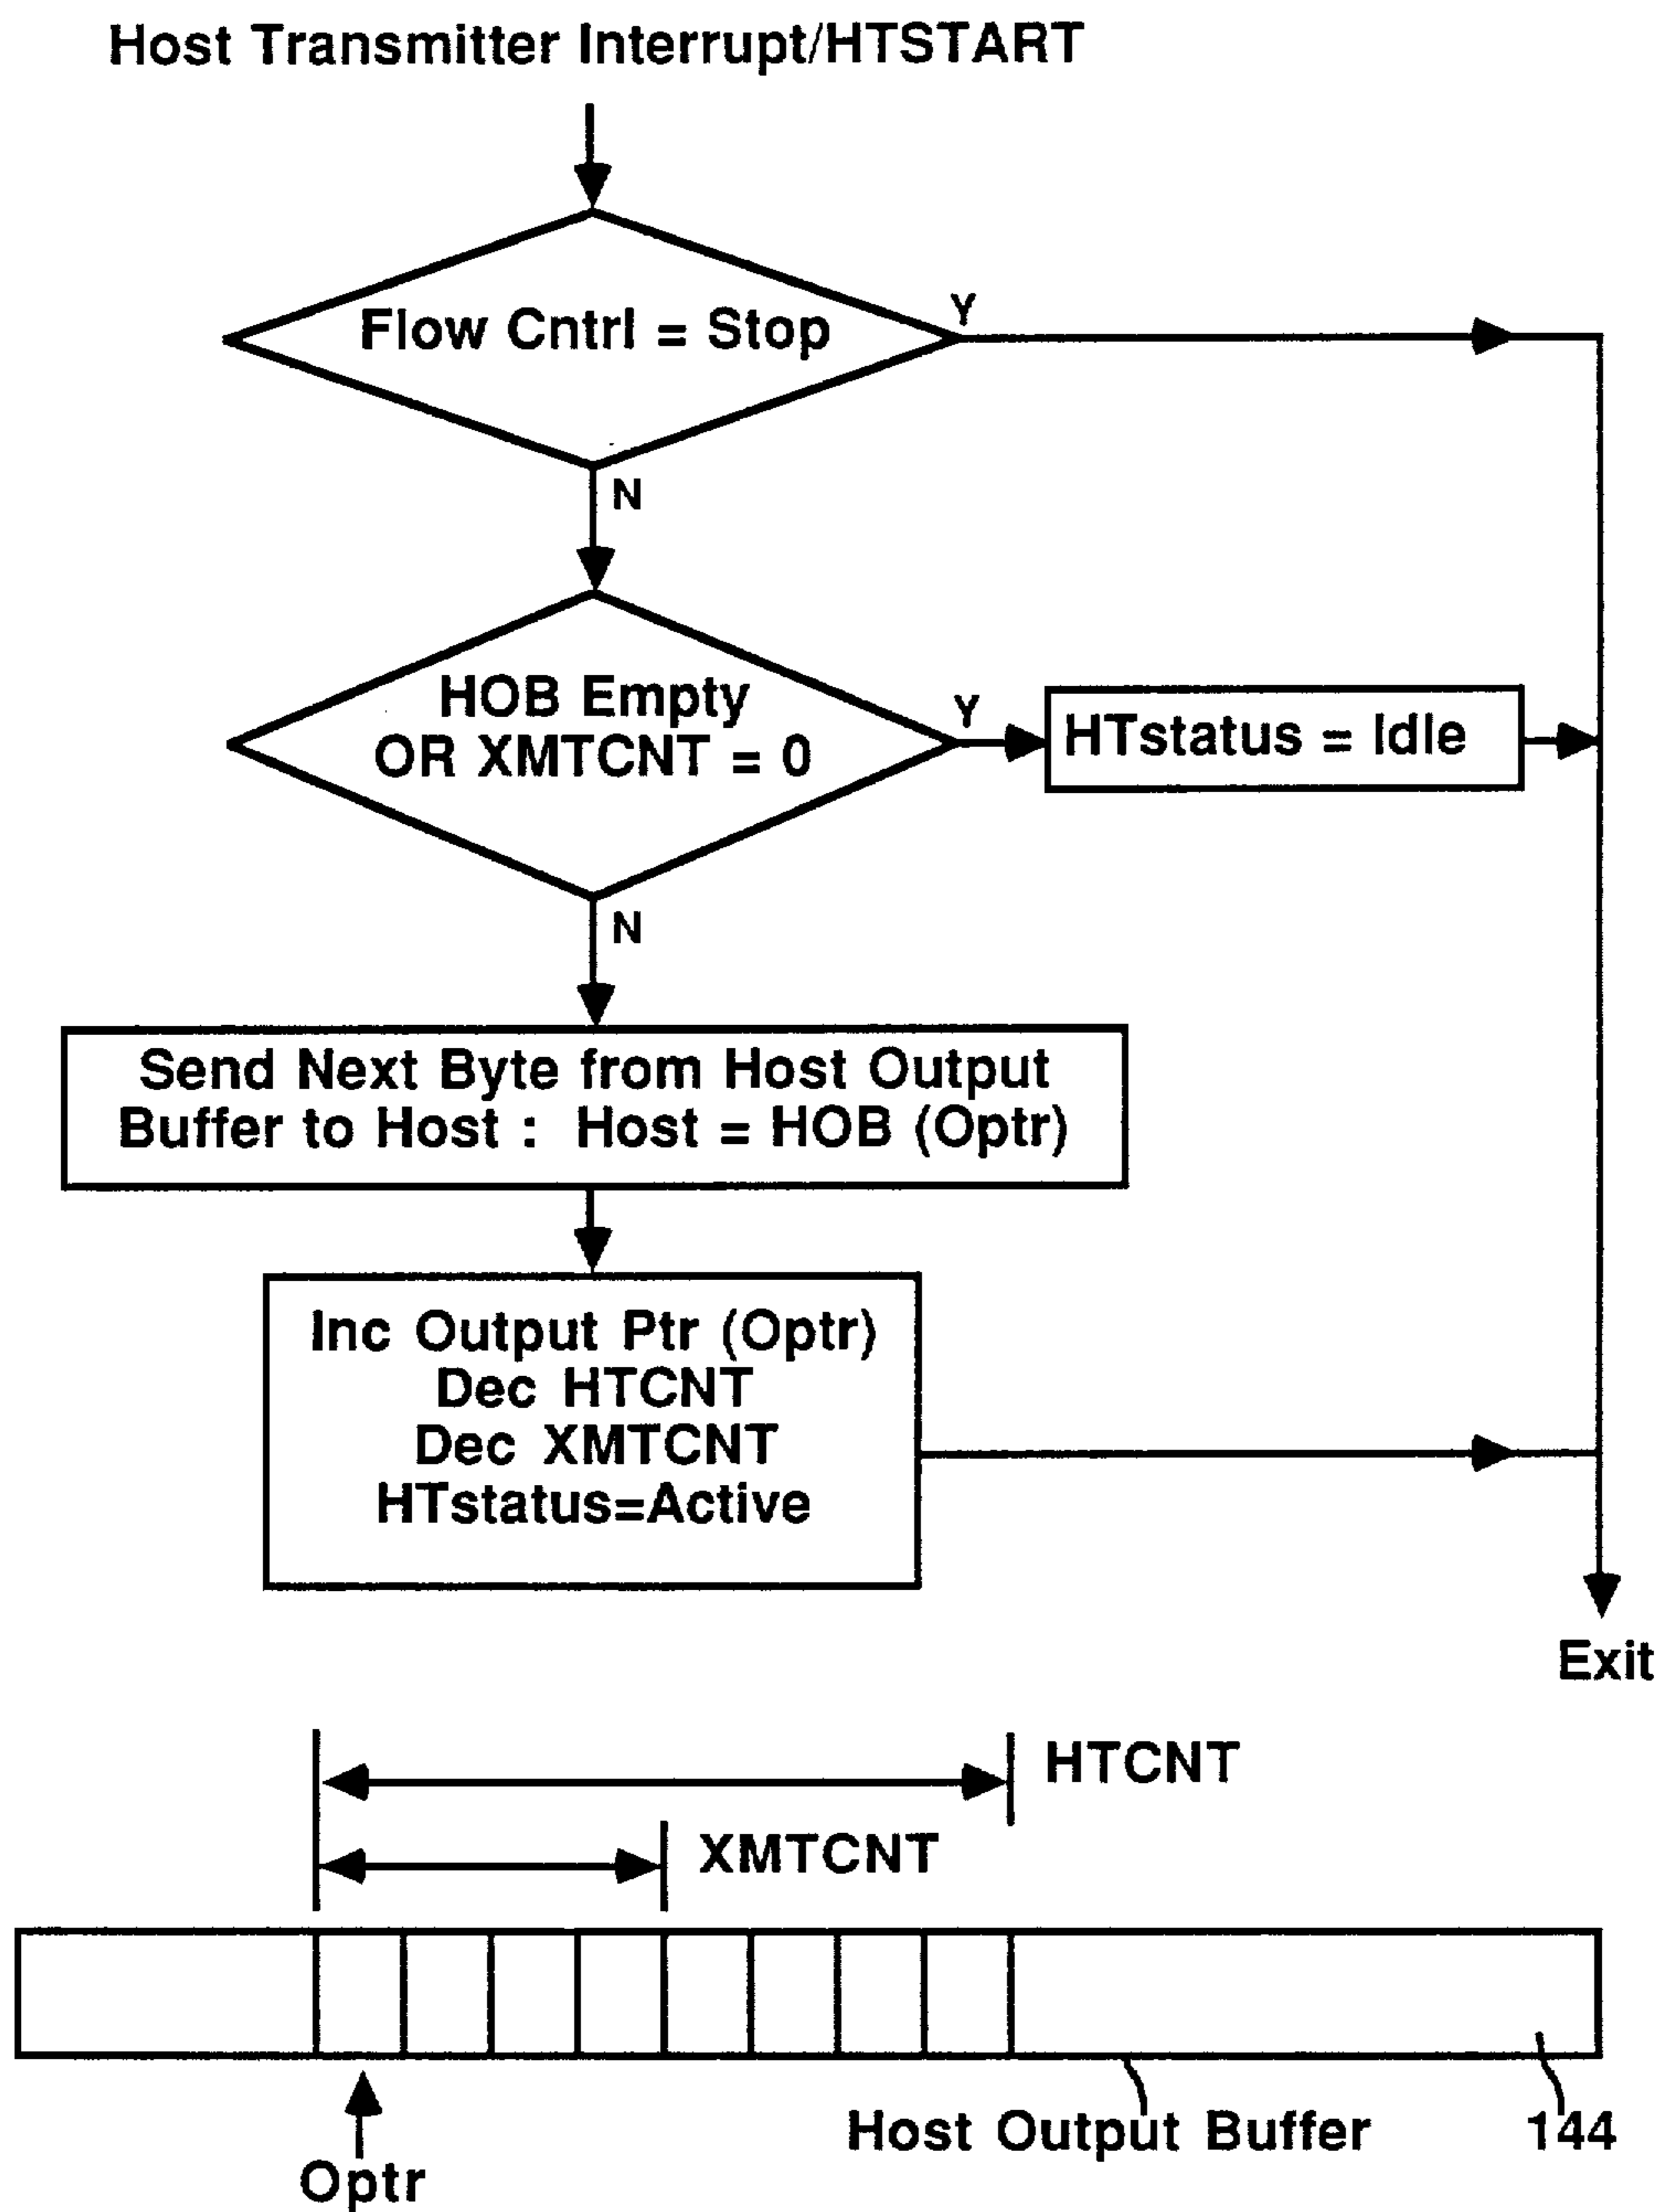 Host Transmitter Interrupt/HTSTART
Flow Cntrl = Stop
Y
N
HOB Empty
OR XMTCNT = 0
Y
HTstatus = Idle
N
Send Next Byte from Host Output
Buffer to Host : Host = HOB (Optr)
Inc Output Ptr (Optr)
Dec HTCNT
Dec XMTCNT
HTstatus=Active
Exit
HTCNT
XMTCNT
Host Output Buffer
144
Optr